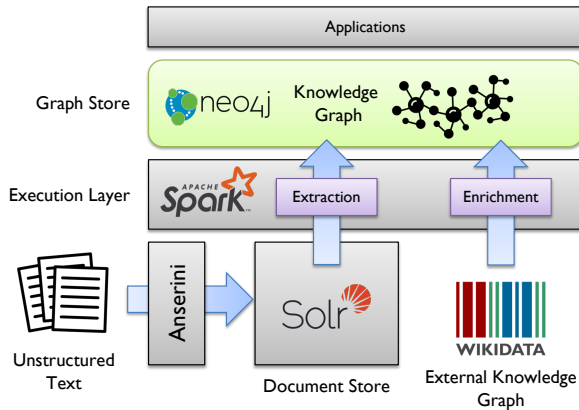 Applications
Graph Store
neo4j
Knowledge
Graph
Execution Layer
APACHE
Spark
Extraction
Enrichment
Anserini
Solr
WIKIDATA
Unstructured
Text
Document Store
External Knowledge
Graph